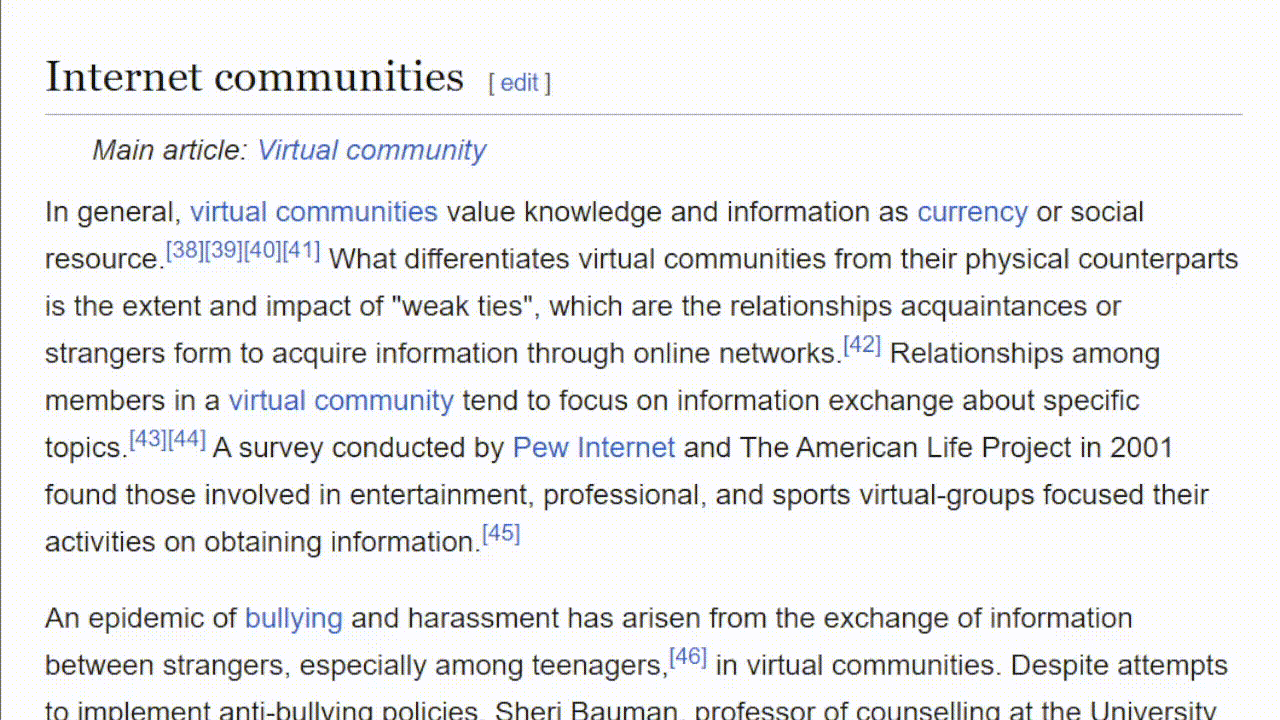 Internet communities [ edit ]
Main article: Virtual community
In general, virtual communities value knowledge and information as currency or social
resource.[38][39][40][41] What differentiates virtual communities from their physical counterparts
is the extent and impact of "weak ties", which are the relationships acquaintances or
strangers form to acquire information through online networks.[42] Relationships among
members in a virtual community tend to focus on information exchange about specific
topics.[43][44] A survey conducted by Pew Internet and The American Life Project in 2001
found those involved in entertainment, professional, and sports virtual-groups focused their
activities on obtaining information.[45]
An epidemic of bullying and harassment has arisen from the exchange of information
between strangers, especially among teenagers,[46] in virtual communities. Despite attempts
to implement anti-bullying policies, Sheri Bauman, professor of counselling at the University